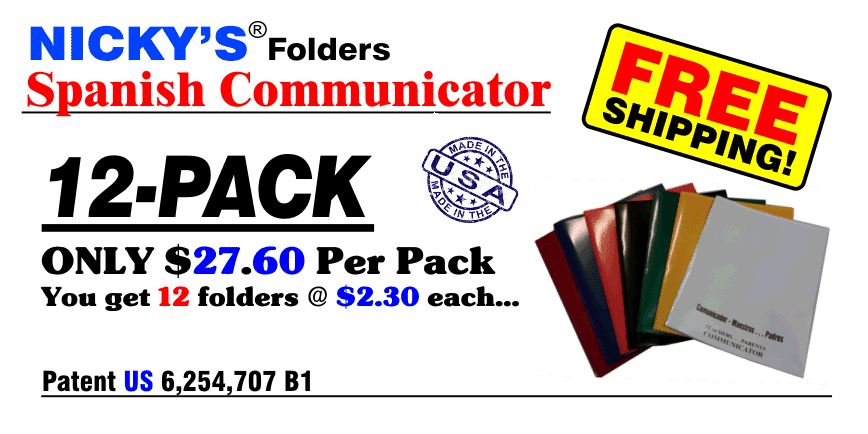 NICKY'S® Folders
Spanish Communicator
FREE
SHIPPING!
12-PACK
MADE IN THE
USA
MADE IN THE
ONLY $27.60 Per Pack
You get 12 folders @ $2.30 each...
Comunicador - Maestros . . . Padres
TEACHERS. . . PARENTS
COMMUNICATOR
Patent US 6,254,707 B1